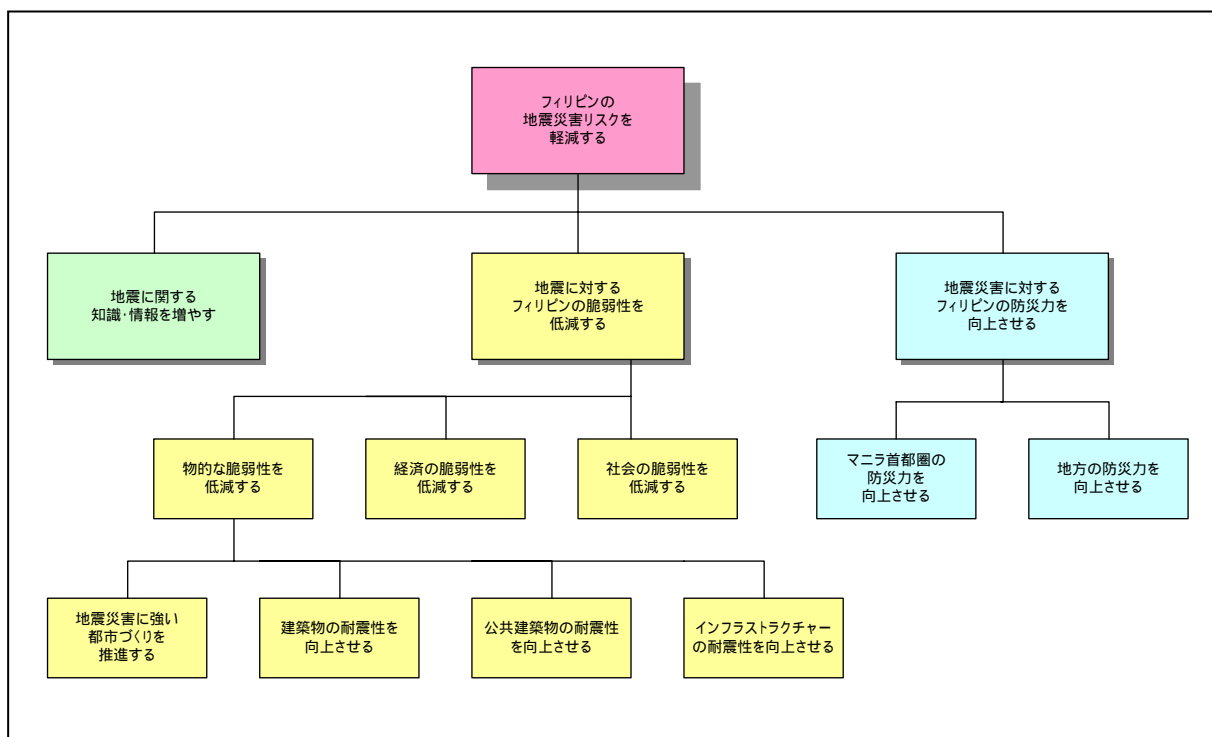 フィリピンの
地震災害リスクを
軽減する
地震に関する
知識・情報を増やす
地震に対する
フィリピンの脆弱性を
低減する
地震災害に対する
フィリピンの防災力を
向上させる
物的な脆弱性を
低減する
経済の脆弱性を
低減する
社会の脆弱性を
低減する
マニラ首都圏の
防災力を
向上させる
地方の防災力を
向上させる
地震災害に強い
都市づくりを
推進する
建築物の耐震性を
向上させる
公共建築物の耐震性
を向上させる
インフラストラクチャー
の耐震性を向上させる